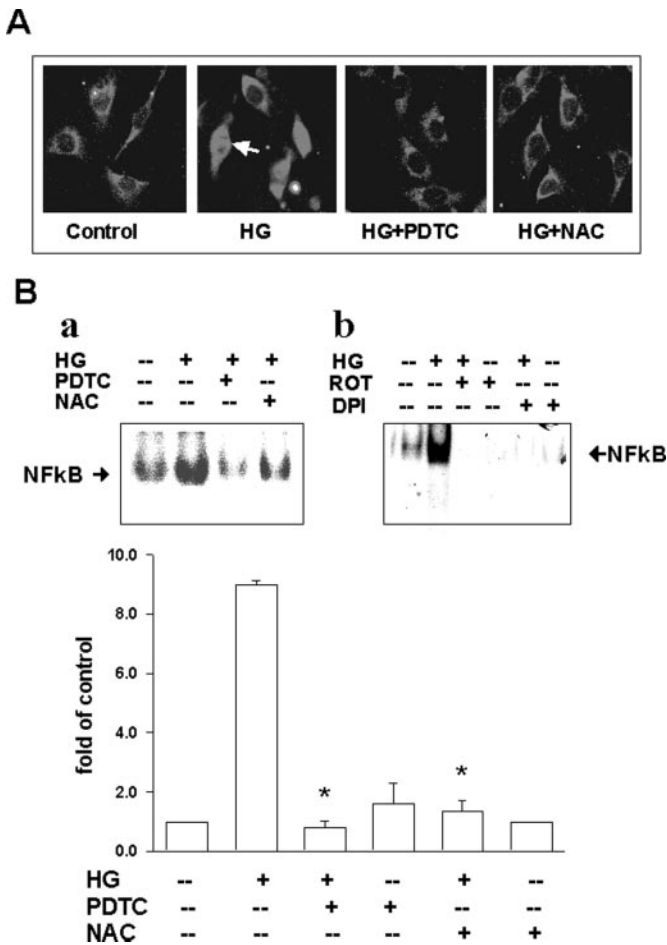 A
Control HG HG+PDTC HG+NAC
B
a
HG -- + + +
PDTC -- -- + --
NAC -- -- -- +
NFkB →
b
HG -- + + -- + --
ROT -- -- + + -- --
DPI -- -- -- -- + +
←NFkB
10.0
8.0
6.0
4.0
2.0
0.0
fold of control
* *
HG -- + + -- + --
PDTC -- -- + + -- --
NAC -- -- -- -- + +